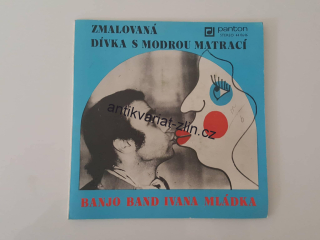 ZMALOVANÁ
DÍVKA S MODROU MATRACÍ
panton
antikvariat-zlin.cz
BANJO BAND IVANA MLÁDKA